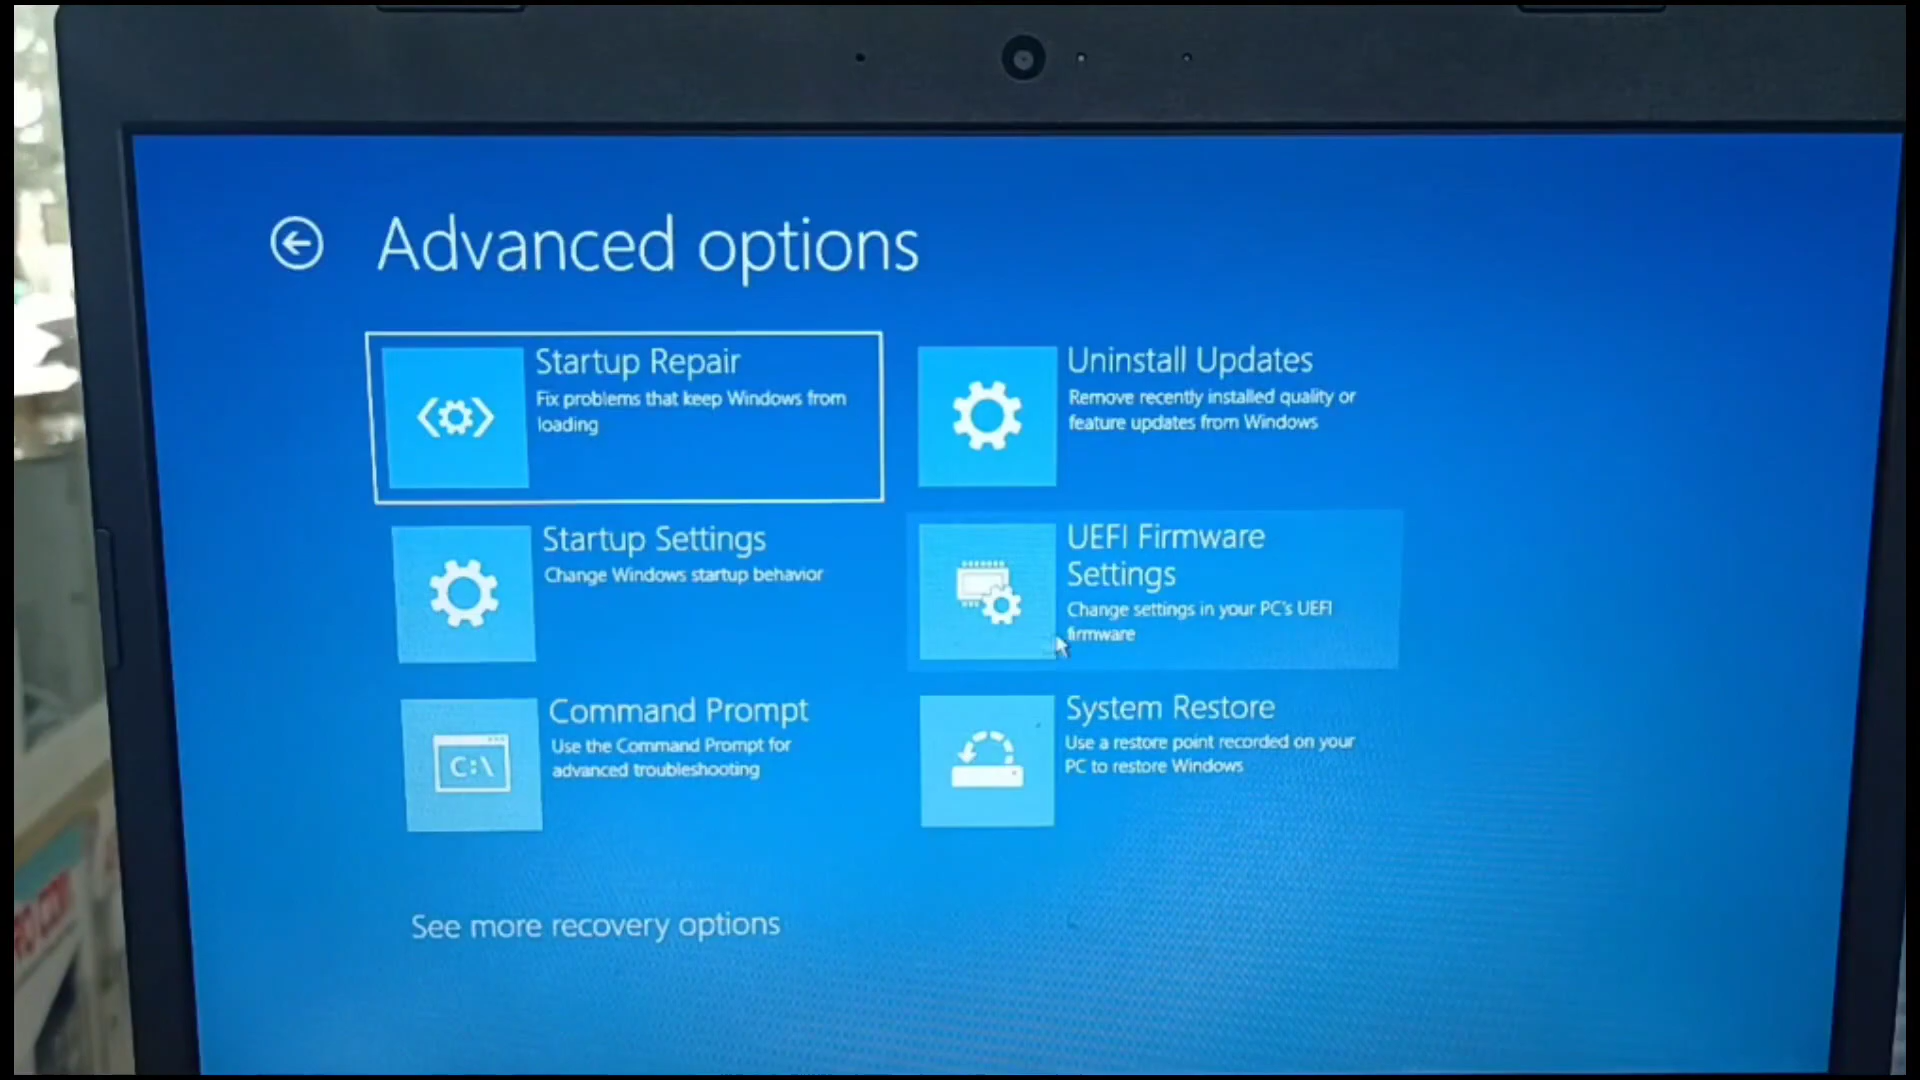 Advanced options
Startup Repair
Fix problems that keep Windows from
loading
Uninstall Updates
Remove recently installed quality or
feature updates from Windows
Startup Settings
Change Windows startup behavior
UEFI Firmware
Settings
Change settings in your PC's UEFI
firmware
C:\
Command Prompt
Use the Command Prompt for
advanced troubleshooting
System Restore
Use a restore point recorded on your
PC to restore Windows
See more recovery options